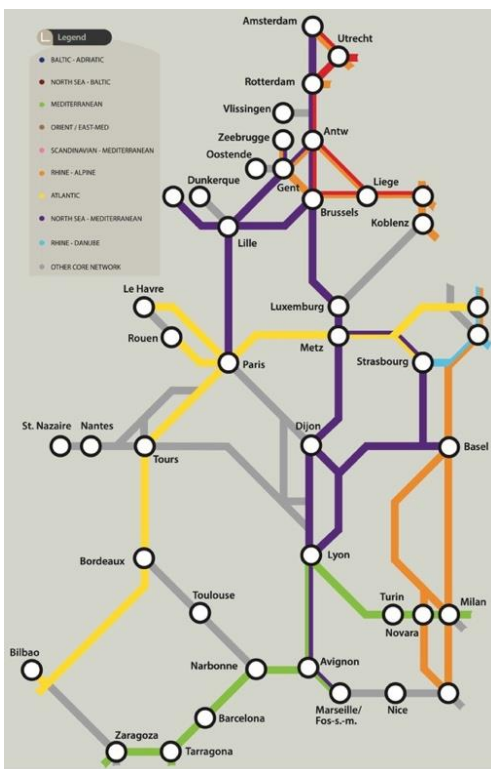 Legend
BALTIC - ADRIATIC
NORTH SEA - BALTIC
MEDITERRANEAN
ORIENT / EAST-MED
SCANDINAVIAN - MEDITERRANEAN
RHINE - ALPINE
ATLANTIC
NORTH SEA - MEDITERRANEAN
RHINE - DANUBE
OTHER CORE NETWORK
Amsterdam
Utrecht
Rotterdam
Vlissingen
Zeebrugge
Antw
Oostende
Dunkerque
Gent
Liege
Brussels
Koblenz
Lille
Le Havre
Luxemburg
Rouen
Metz
Paris
Strasbourg
St. Nazaire
Nantes
Dijon
Basel
Tours
Lyon
Bordeaux
Toulouse
Turin
Milan
Novara
Bilbao
Narbonne
Avignon
Marseille/
Fos-s.-m.
Nice
Barcelona
Zaragoza
Tarragona